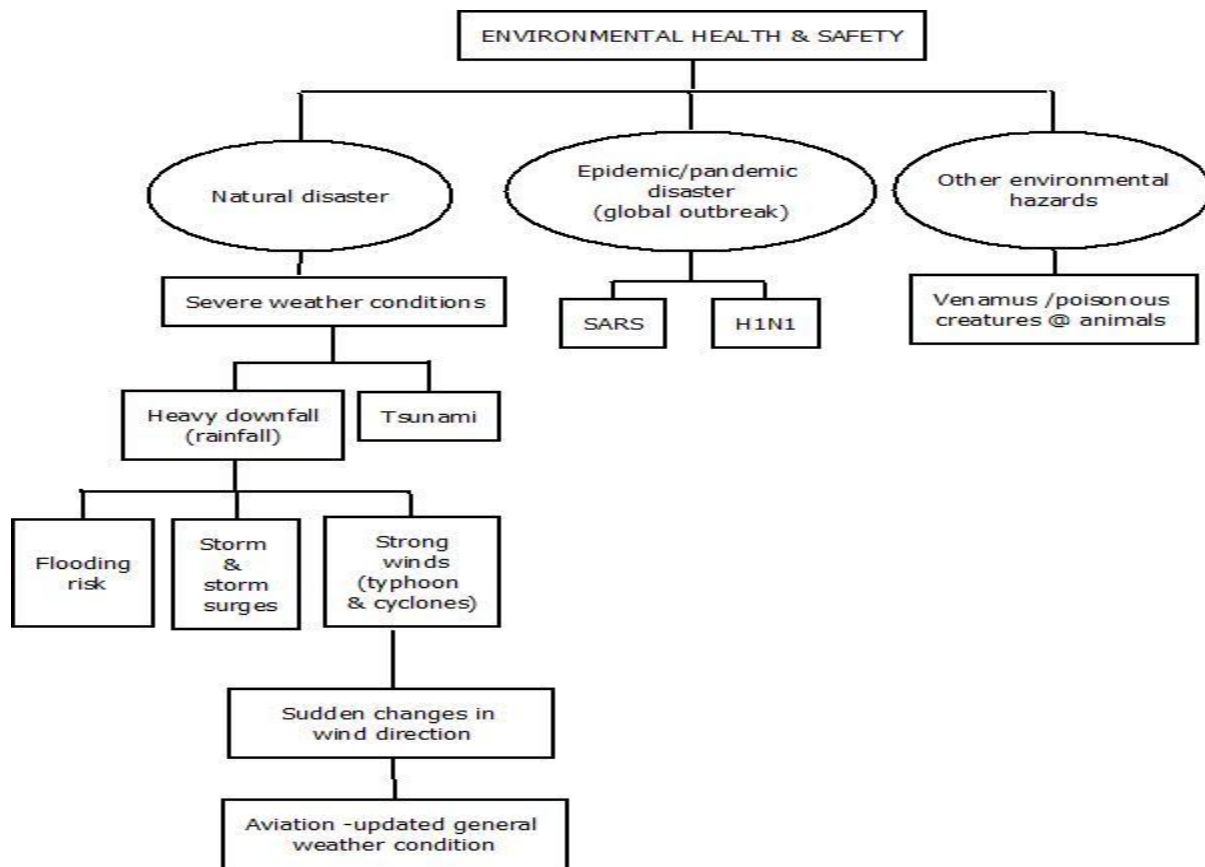 ENVIRONMENTAL HEALTH & SAFETY
Natural disaster
Epidemic/pandemic
disaster
(global outbreak)
Other environmental
hazards
Severe weather conditions
SARS
H1N1
Venamus /poisonous
creatures @ animals
Heavy downfall
(rainfall)
Tsunami
Flooding
risk
Storm
&
storm
surges
Strong
winds
(typhoon
& cyclones)
Sudden changes in
wind direction
Aviation -updated general
weather condition